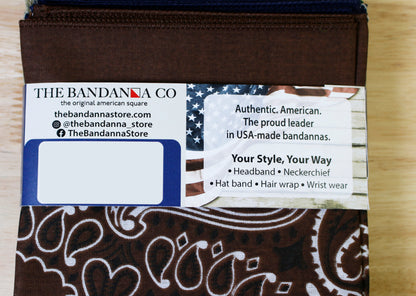 THE BANDANNA CO
the original american square
thebandannastore.com
@thebandanna_store
TheBandannaStore
Authentic. American.
The proud leader
in USA-made bandannas.
Your Style, Your Way
• Headband • Neckerchief
• Hat band • Hair wrap • Wrist wear